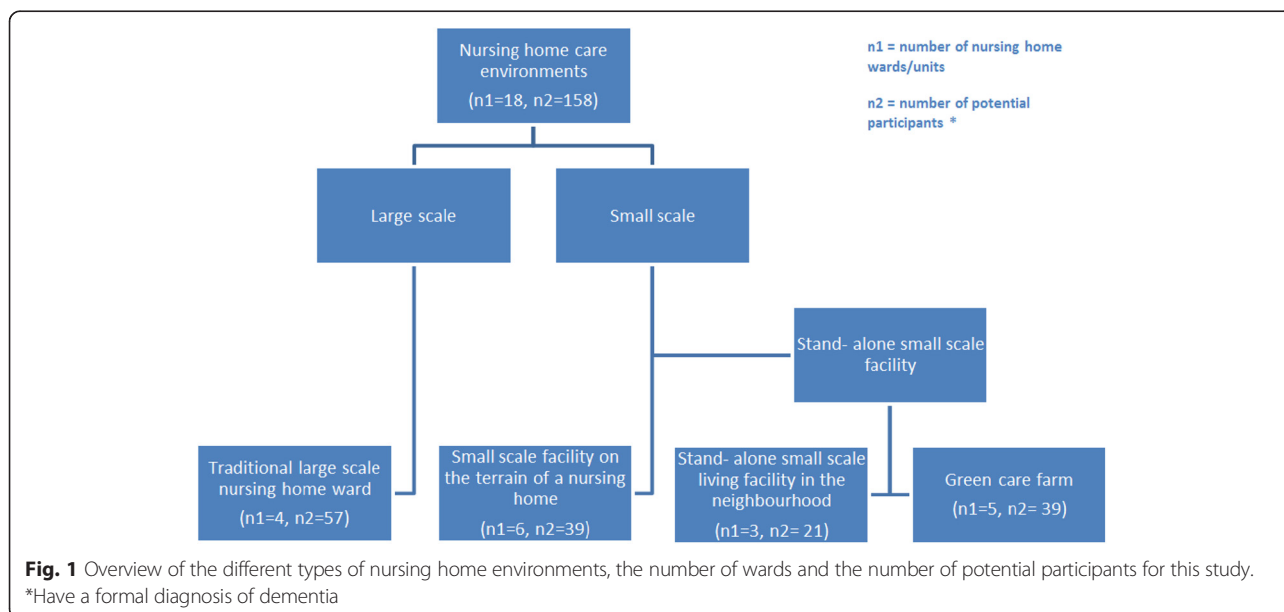 Nursing home care
environments
(n1=18, n2=158)
n1 = number of nursing home
wards/units
n2 = number of potential
participants *
Large scale
Small scale
Stand- alone small scale
facility
Traditional large scale
nursing home ward
(n1=4, n2=57)
Small scale facility on
the terrain of a nursing
home
(n1=6, n2=39)
Stand- alone small scale
living facility in the
neighbourhood
(n1=3, n2= 21)
Green care farm
(n1=5, n2= 39)
Fig. 1 Overview of the different types of nursing home environments, the number of wards and the number of potential participants for this study.
*Have a formal diagnosis of dementia